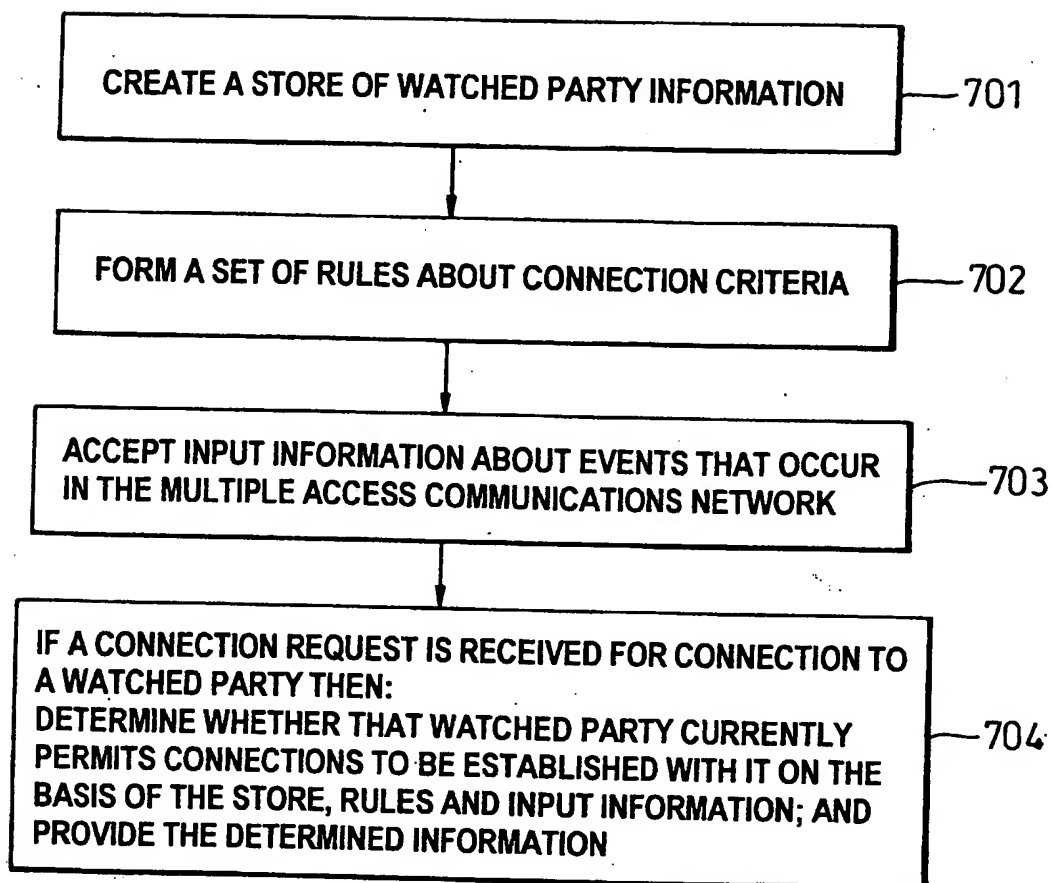 CREATE A STORE OF WATCHED PARTY INFORMATION
701
FORM A SET OF RULES ABOUT CONNECTION CRITERIA
702
ACCEPT INPUT INFORMATION ABOUT EVENTS THAT OCCUR
IN THE MULTIPLE ACCESS COMMUNICATIONS NETWORK
703
IF A CONNECTION REQUEST IS RECEIVED FOR CONNECTION TO
A WATCHED PARTY THEN:
DETERMINE WHETHER THAT WATCHED PARTY CURRENTLY
PERMITS CONNECTIONS TO BE ESTABLISHED WITH IT ON THE
BASIS OF THE STORE, RULES AND INPUT INFORMATION; AND
PROVIDE THE DETERMINED INFORMATION
704